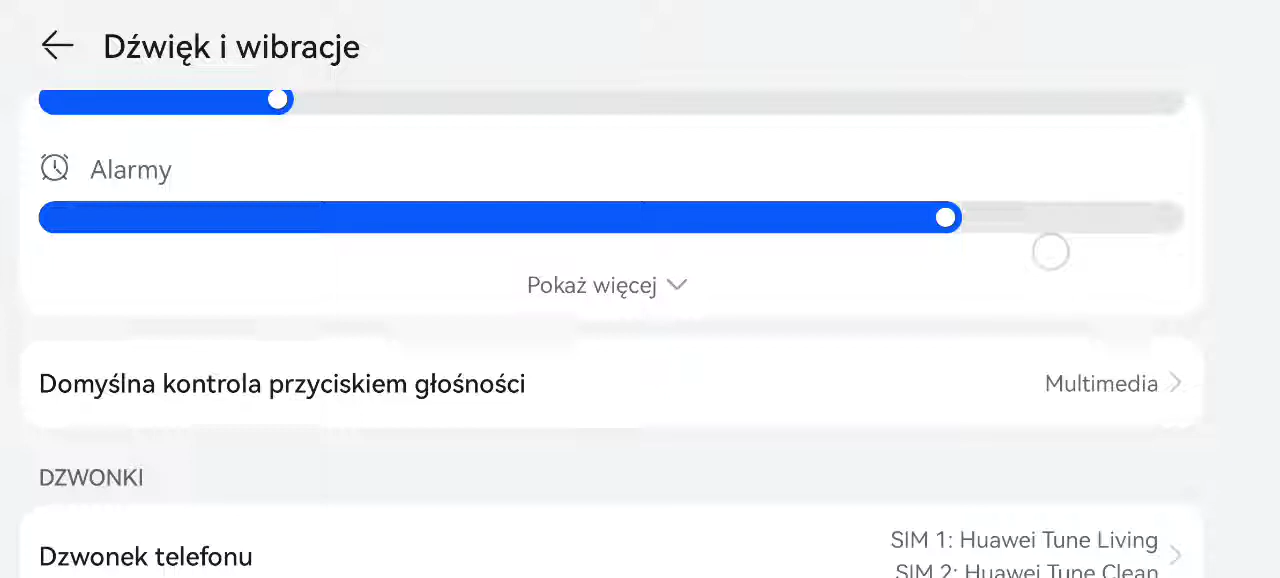 Dźwięk i wibracje
Alarmy
Pokaż więcej
Domyślna kontrola przyciskiem głośności
Multimedia
DZWONKI
Dzwonek telefonu
SIM 1: Huawei Tune Living
SIM 2: Huawei Tune Clean